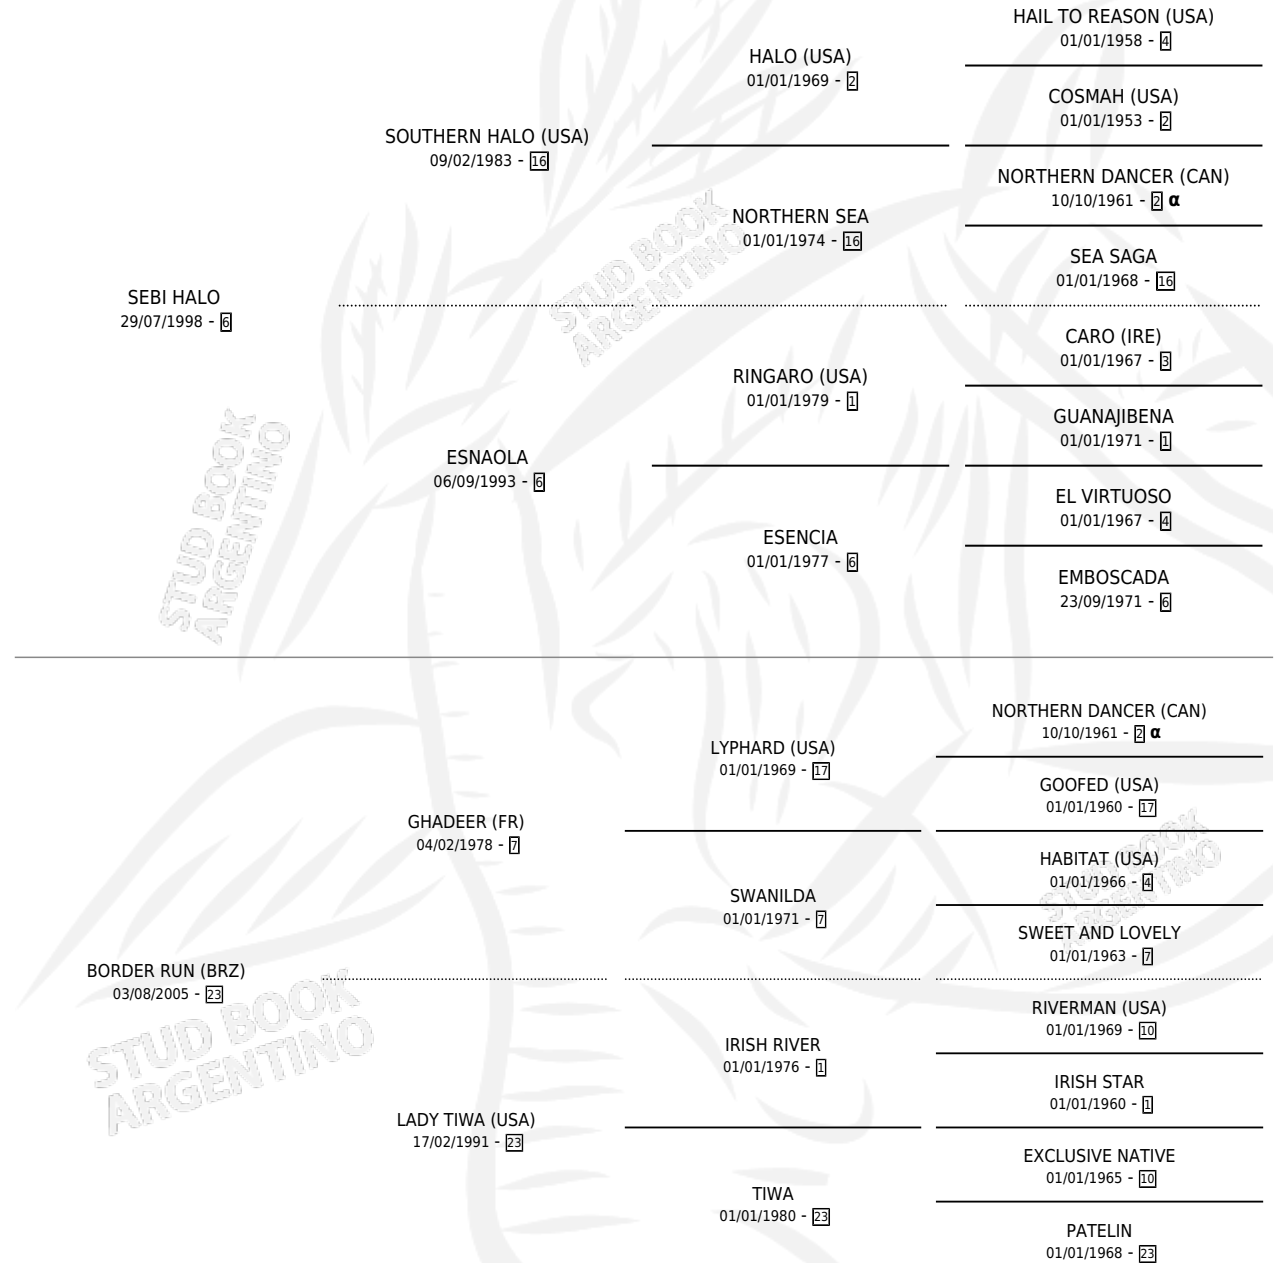 HAIL TO REASON (USA)
01/01/1958 - 4
HALO (USA)
01/01/1969 - 2
COSMAH (USA)
01/01/1953 - 2
SOUTHERN HALO (USA)
09/02/1983 - 16
NORTHERN DANCER (CAN)
10/10/1961 - 2 α
NORTHERN SEA
01/01/1974 - 16
SEA SAGA
01/01/1968 - 16
SEBI HALO
29/07/1998 - 6
CARO (IRE)
01/01/1967 - 3
RINGARO (USA)
01/01/1979 - 1
GUANAJIBENA
01/01/1971 - 1
ESNAOLA
06/09/1993 - 6
EL VIRTUOSO
01/01/1967 - 4
ESENCIA
01/01/1977 - 6
EMBOSCADA
23/09/1971 - 6
NORTHERN DANCER (CAN)
10/10/1961 - 2 α
LYPHARD (USA)
01/01/1969 - 17
GOOFED (USA)
01/01/1960 - 17
GHADEER (FR)
04/02/1978 - 7
HABITAT (USA)
01/01/1966 - 4
SWANILDA
01/01/1971 - 7
SWEET AND LOVELY
01/01/1963 - 7
BORDER RUN (BRZ)
03/08/2005 - 23
RIVERMAN (USA)
01/01/1969 - 10
IRISH RIVER
01/01/1976 - 1
IRISH STAR
01/01/1960 - 1
LADY TIWA (USA)
17/02/1991 - 23
EXCLUSIVE NATIVE
01/01/1965 - 10
TIWA
01/01/1980 - 23
PATELIN
01/01/1968 - 23
STUD BOOK
ARGENTINO
STUD BOOK
ARGENTINO
STUD BOOK
ARGENTINO
STUD BOOK
ARGENTINO